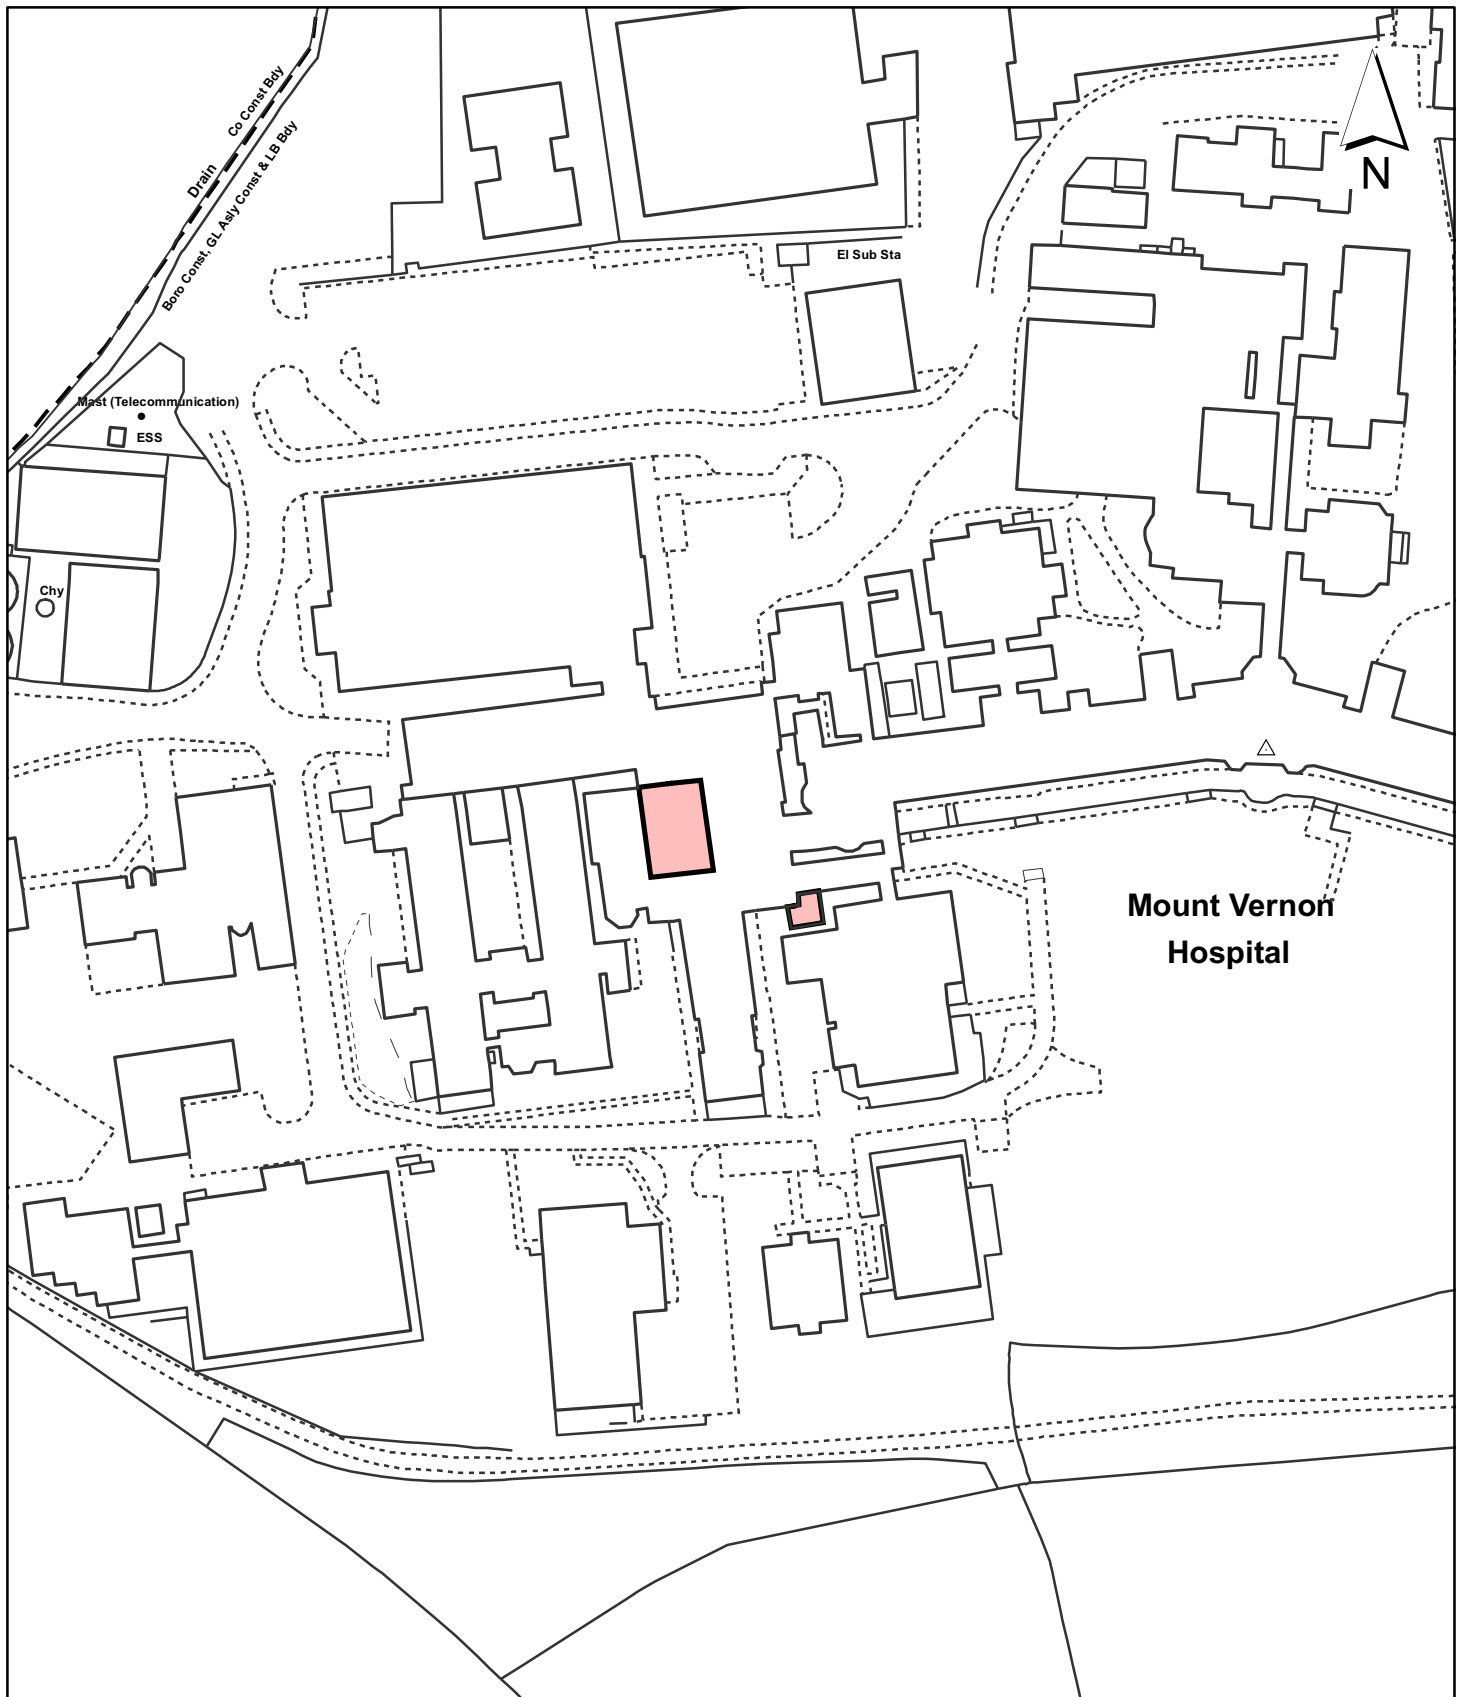 Co Const Bdy
Drain
Boro Const, GL Asly Const & LB Bdy
N
El Sub Sta
Mast (Telecommunication)
ESS
Chy
Mount Vernon
Hospital